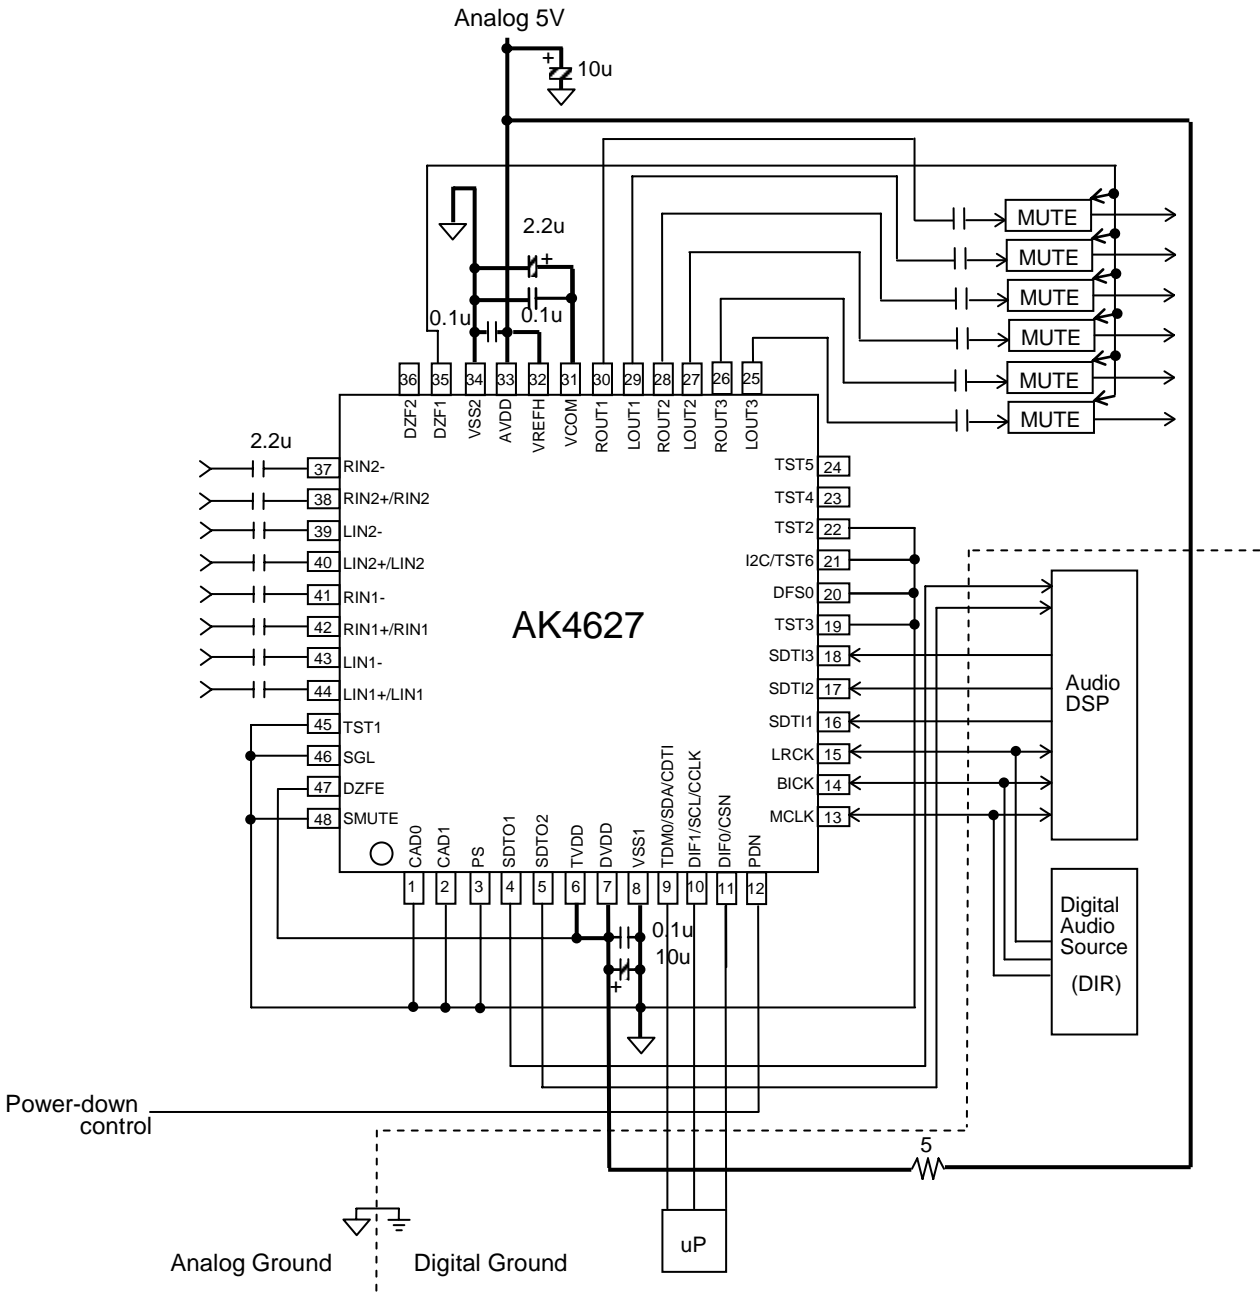 Analog 5V
+
10u
MUTE
MUTE
MUTE
MUTE
MUTE
MUTE
2.2u
+
0.1u
0.1u
36
35
34
33
32
31
30
29
28
27
26
25
DZF2
DZF1
VSS2
AVDD
VREFH
VCOM
ROUT1
LOUT1
ROUT2
LOUT2
ROUT3
LOUT3
2.2u
37 RIN2-
38 RIN2+/RIN2
39 LIN2-
40 LIN2+/LIN2
41 RIN1-
42 RIN1+/RIN1
43 LIN1-
44 LIN1+/LIN1
45 TST1
46 SGL
47 DZFE
48 SMUTE
AK4627
TST5 24
TST4 23
TST2 22
I2C/TST6 21
DFS0 20
TST3 19
SDTI3 18
SDTI2 17
SDTI1 16
LRCK 15
BICK 14
MCLK 13
Audio
DSP
Digital
Audio
Source
(DIR)
CAD0
CAD1
PS
SDTO1
SDTO2
TVDD
DVDD
VSS1
TDM0/SDA/CDTI
DIF1/SCL/CCLK
DIF0/CSN
PDN
1
2
3
4
5
6
7
8
9
10
11
12
0.1u
10u
+
Power-down
control
5
uP
Analog Ground
Digital Ground